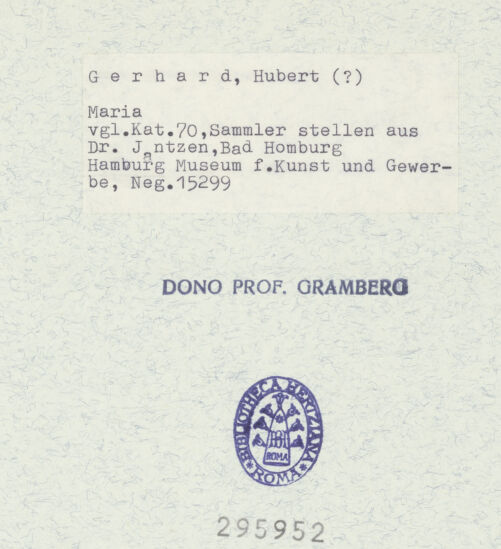 G e r h a r d, Hubert (?)
Maria
vgl.Kat.70,Sammler stellen aus
Dr. Jantzen,Bad Homburg
Hamburg Museum f.Kunst und Gewer-
be, Neg.15299
DONO PROF. GRAMBERG
BIBLIOTHECA HERTZIANA
ROMA
* ROMA *
295952